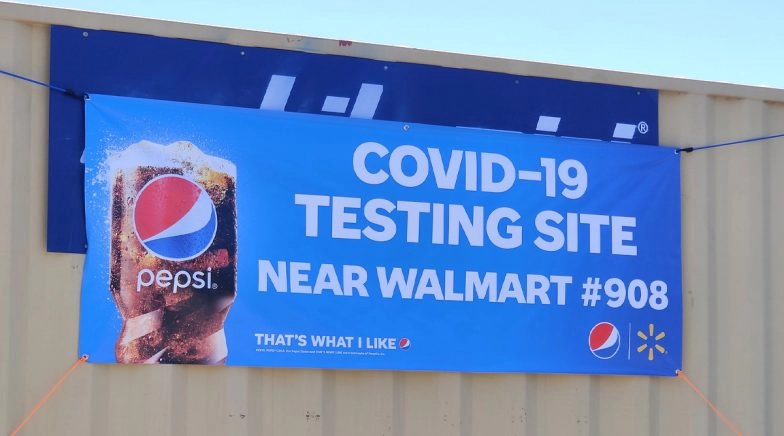 ®
COVID-19
TESTING SITE
NEAR WALMART #908
pepsi®
THAT'S WHAT I LIKE